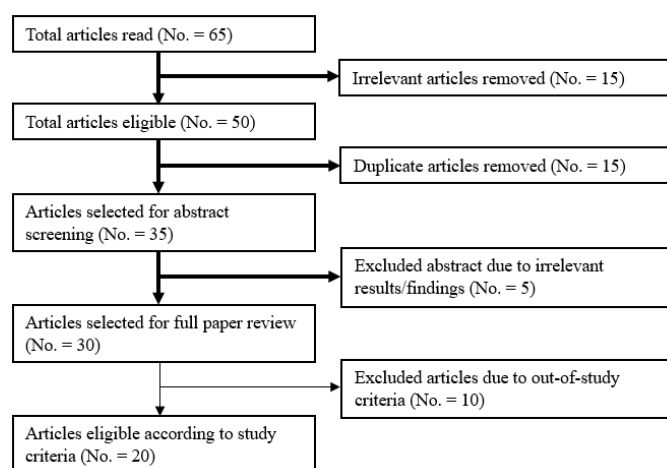 Total articles read (No. = 65)
Irrelevant articles removed (No. = 15)
Total articles eligible (No. = 50)
Duplicate articles removed (No. = 15)
Articles selected for abstract
screening (No. = 35)
Excluded abstract due to irrelevant
results/findings (No. = 5)
Articles selected for full paper review
(No. = 30)
Excluded articles due to out-of-study
criteria (No. = 10)
Articles eligible according to study
criteria (No. = 20)